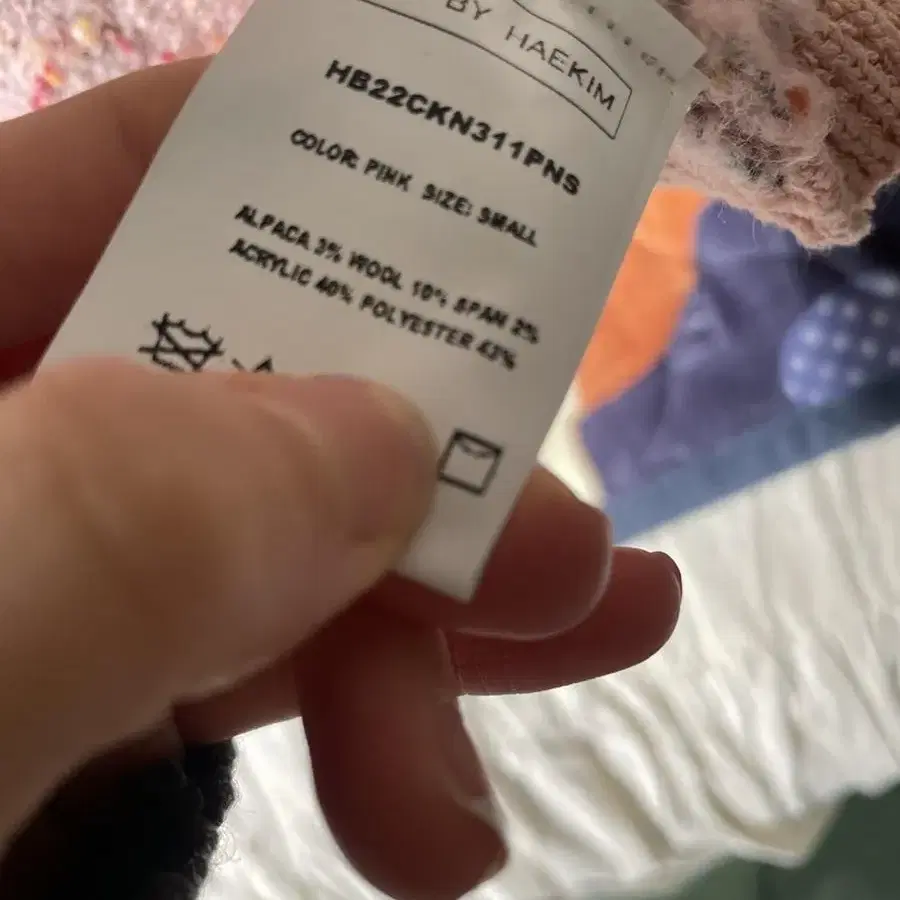 BY HAEKIM
HB22CKN311PNS
COLOR: PINK SIZE: SMALL
ALPACA 3% WOOL 10% SPAN 2%
ACRYLIC 40% POLYESTER 43%